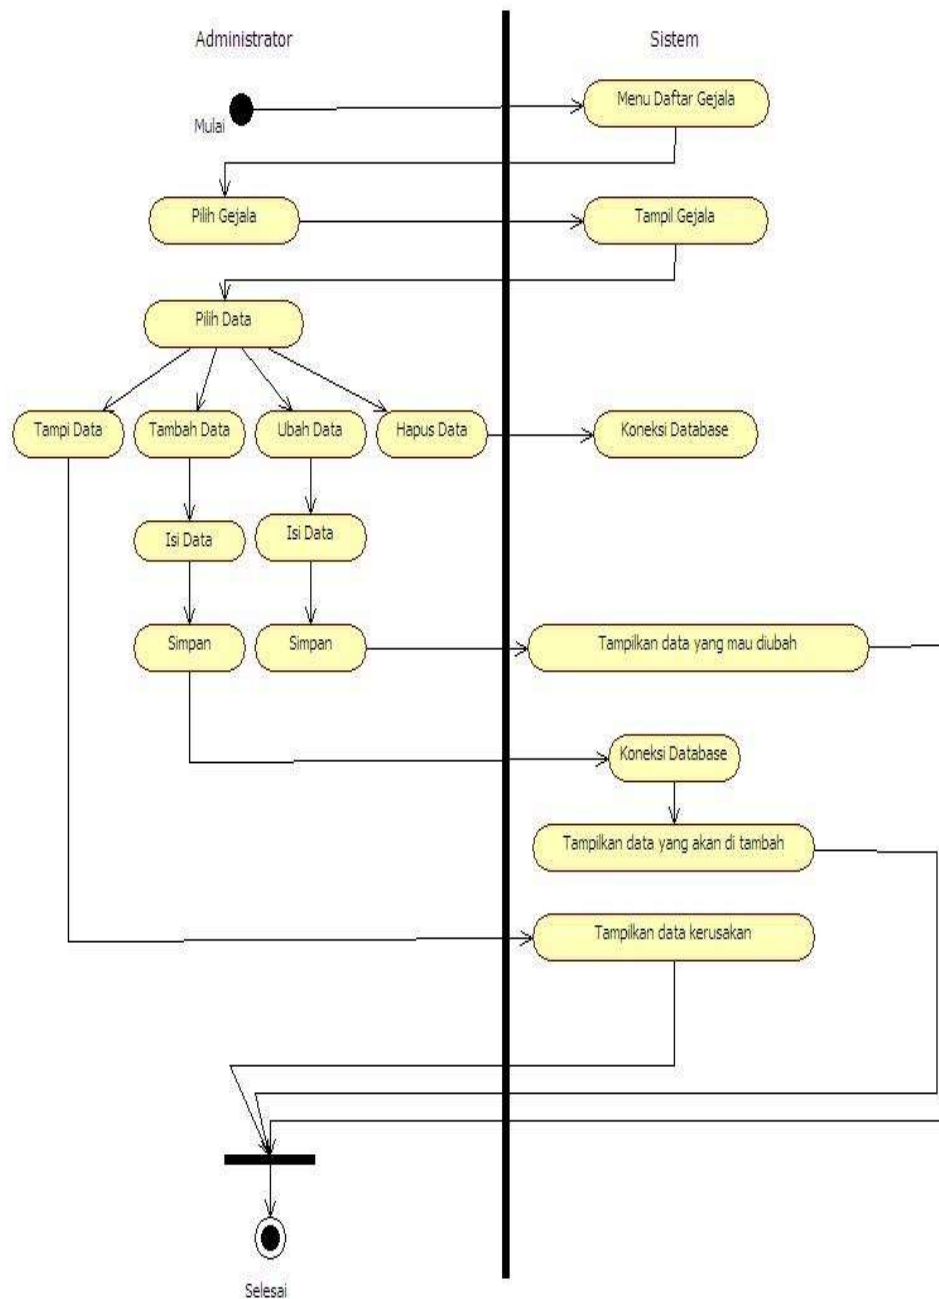 Administrator
Sistem
Mulai
Menu Daftar Gejala
Pilih Gejala
Tampil Gejala
Pilih Data
Tampi Data
Tambah Data
Ubah Data
Hapus Data
Koneksi Database
Isi Data
Isi Data
Simpan
Simpan
Tampilkan data yang mau diubah
Koneksi Database
Tampilkan data yang akan di tambah
Tampilkan data kerusakan
Selesai